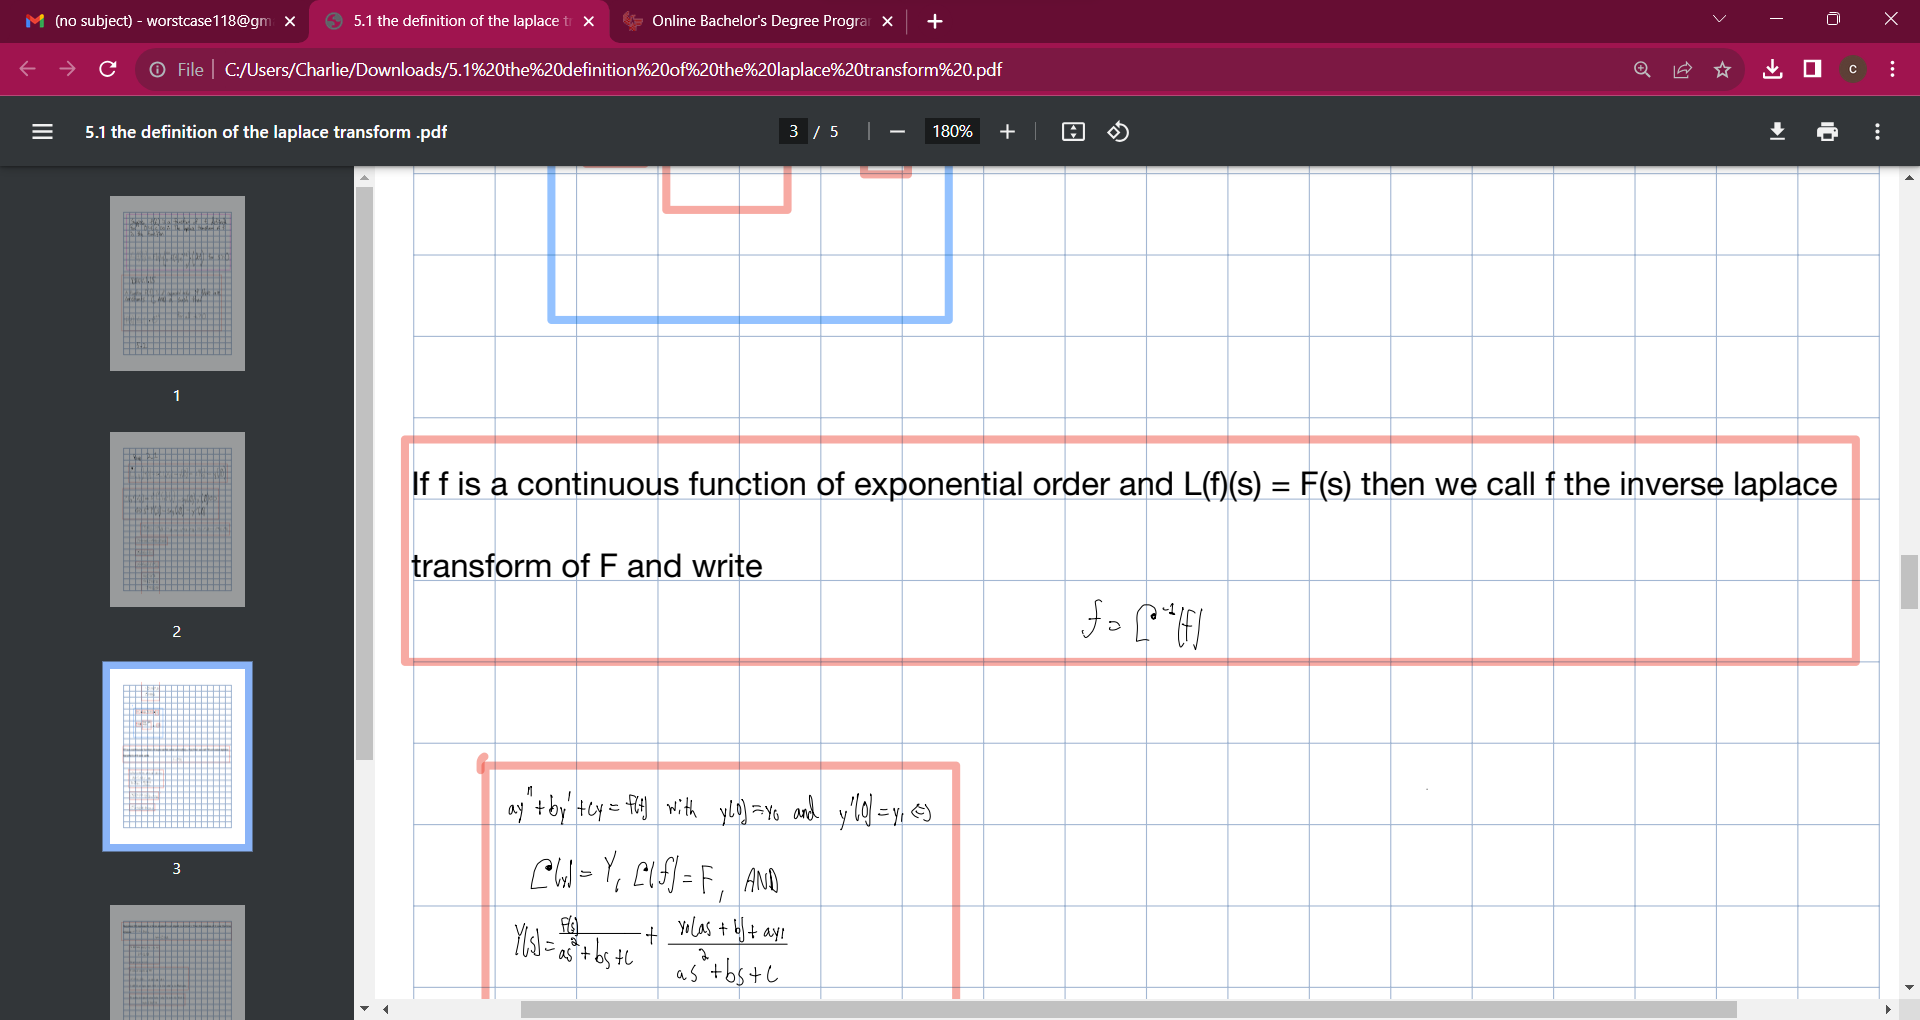 (no subject) - worstcase118@gm
5.1 the definition of the laplace tr
Online Bachelor's Degree Progra
File
C:/Users/Charlie/Downloads/5.1%20the%20definition%20of%20the%20laplace%20transform%20.pdf
c
5.1 the definition of the laplace transform .pdf
3 / 5
180%
1
2
3
If f is a continuous function of exponential order and L(f)(s) = F(s) then we call f the inverse laplace
transform of F and write
f = L⁻¹(F)
ay'' + by' + cy = f(t) with y(0) = y₀ and y'(0) = y₁ ⇔
L(y) = Y, L(f) = F, AND
Y(s) = F(s)/(as² + bs + c) + (y₀(as + b) + ay₁)/(as² + bs + c)